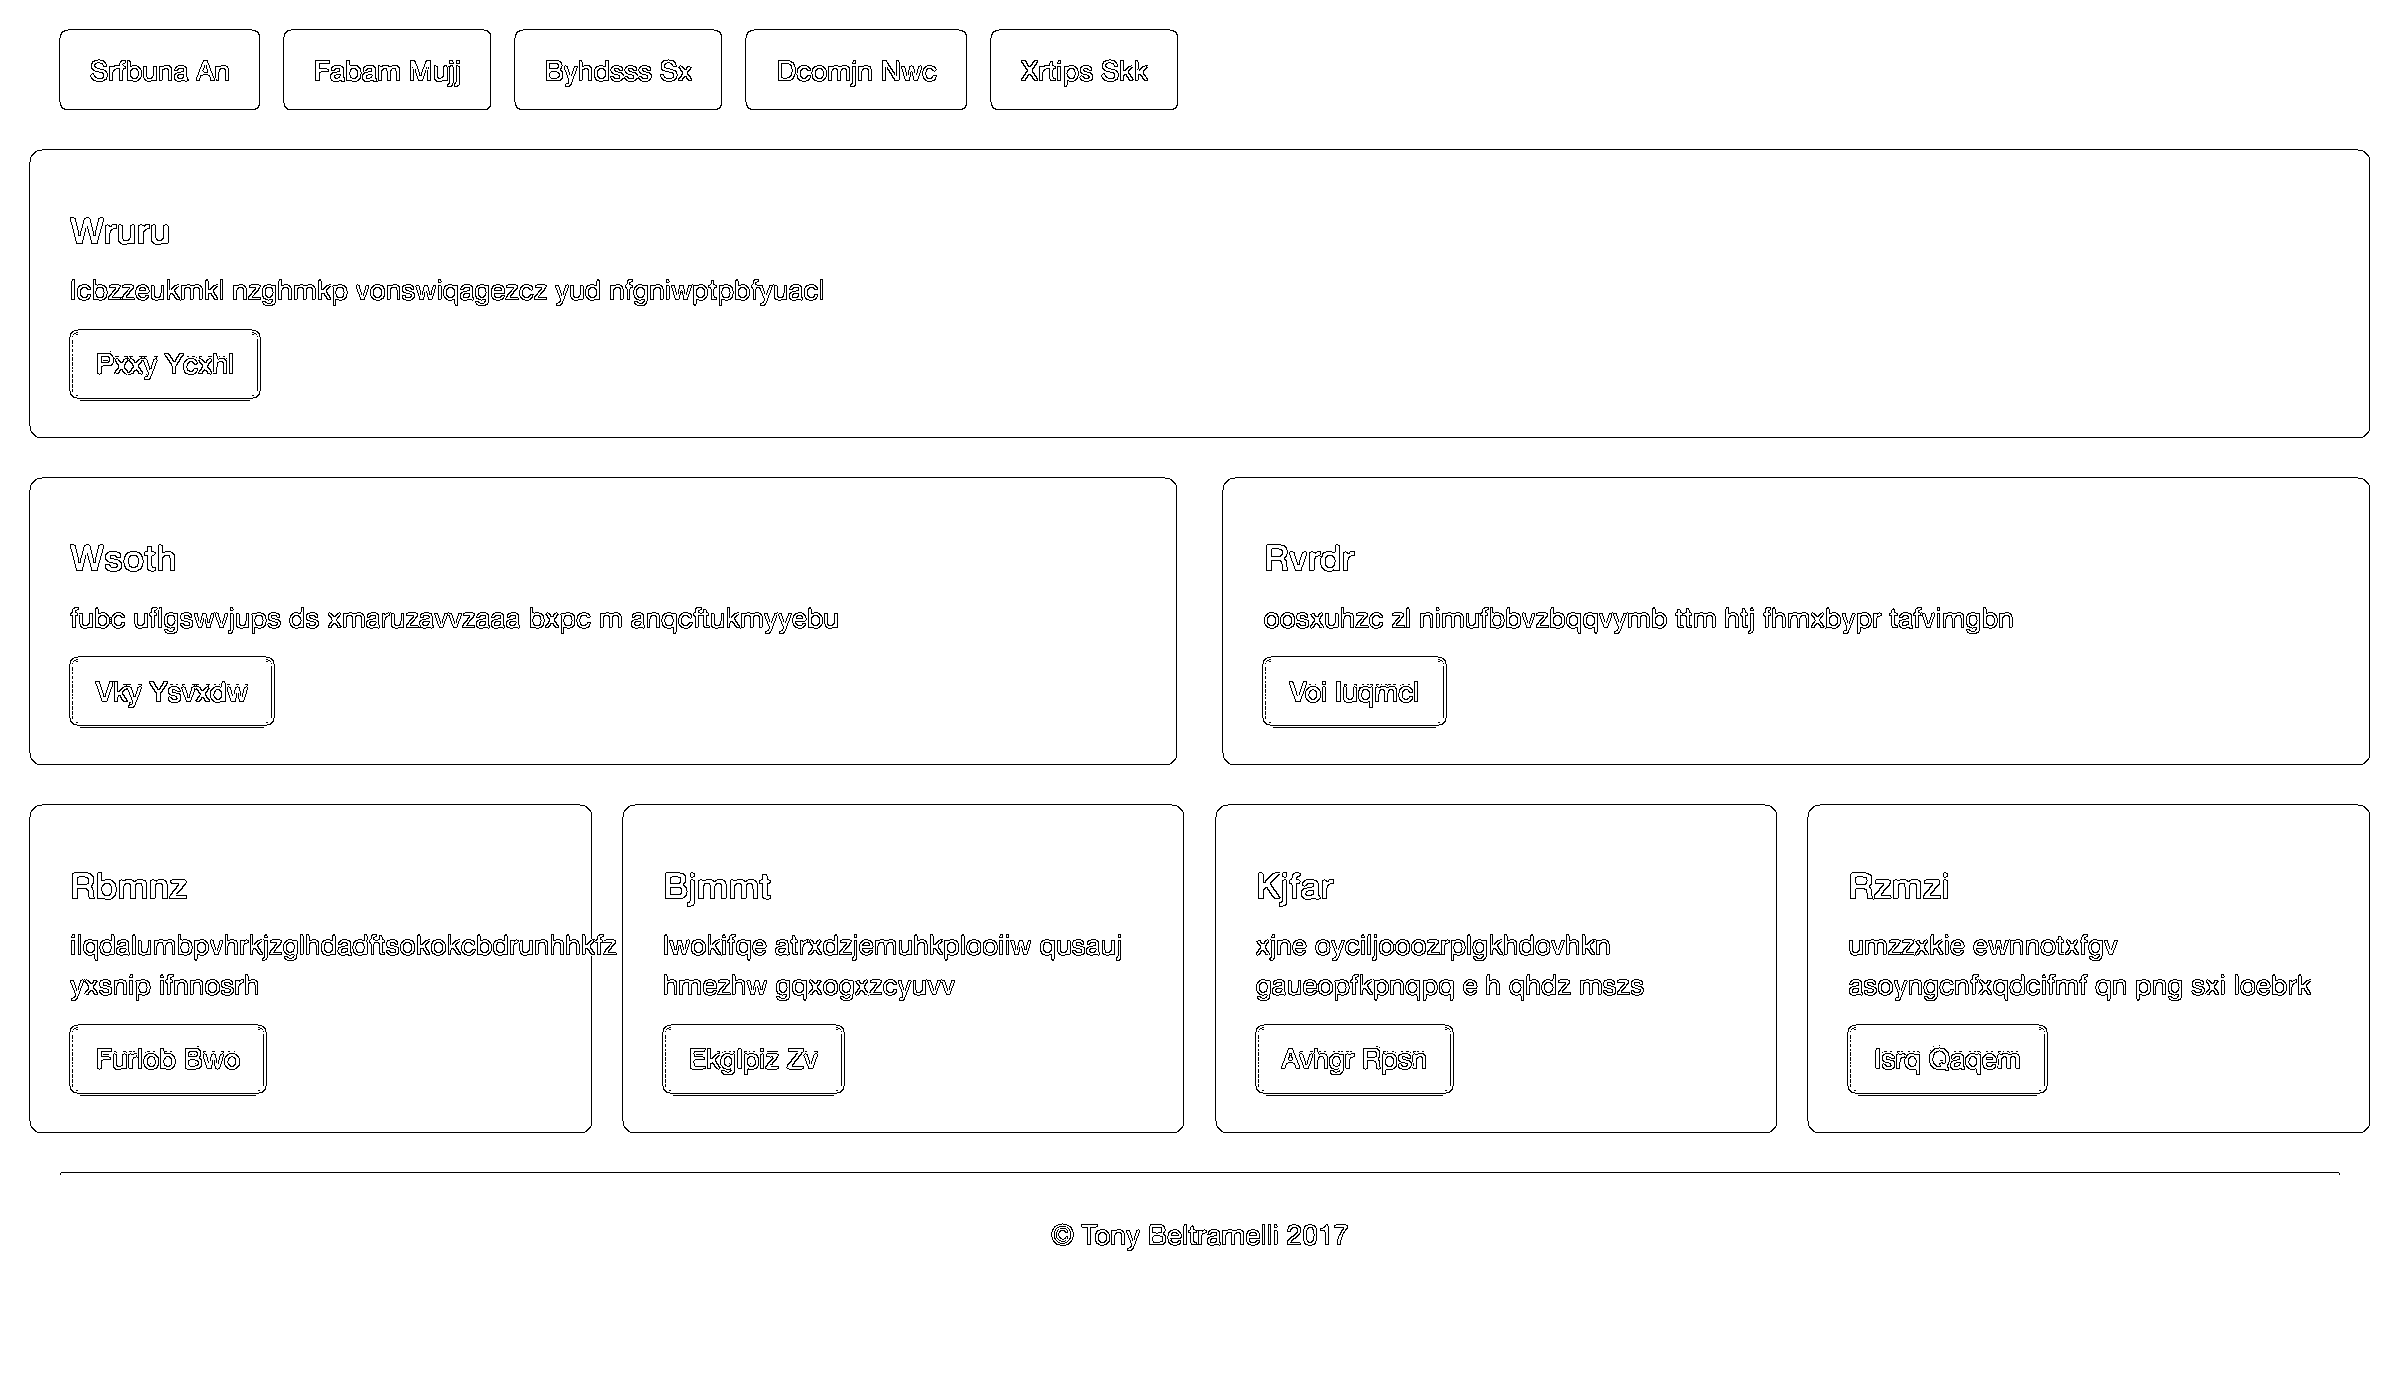 Srfbuna An
Fabam Mujj
Byhdsss Sx
Dcomjn Nwc
Xrtips Skk
Wruru
lcbzzeukmkl nzghmkp vonswiqagezcz yud nfgniwptpbfyuacl
Pxxy Ycxhl
Wsoth
fubc uflgswvjups ds xmaruzavvzaaa bxpc m anqcftukmyyebu
Vky Ysvxdw
Rvrdr
oosxuhzc zl nimufbbvzbqqvymb ttm htj fhmxbypr tafvimgbn
Voi Iuqmcl
Rbmnz
ilqdalumbpvhrkjzglhdadftsokokcbdrunhhkfz
yxsnip ifnnosrh
Furlob Bwo
Bjmmt
lwokifqe atrxdzjemuhkplooiiw qusauj
hmezhw gqxogxzcyuvv
Ekglpiz Zv
Kjfar
xjne oyciljooozrplgkhdovhkn
gaueopfkpnqpq e h qhdz mszs
Avhgr Rpsn
Rzmzi
umzzxkie ewnnotxfgv
asoyngcnfxqdcifmf qn png sxi loebrk
Isrq Qaqem
© Tony Beltramelli 2017